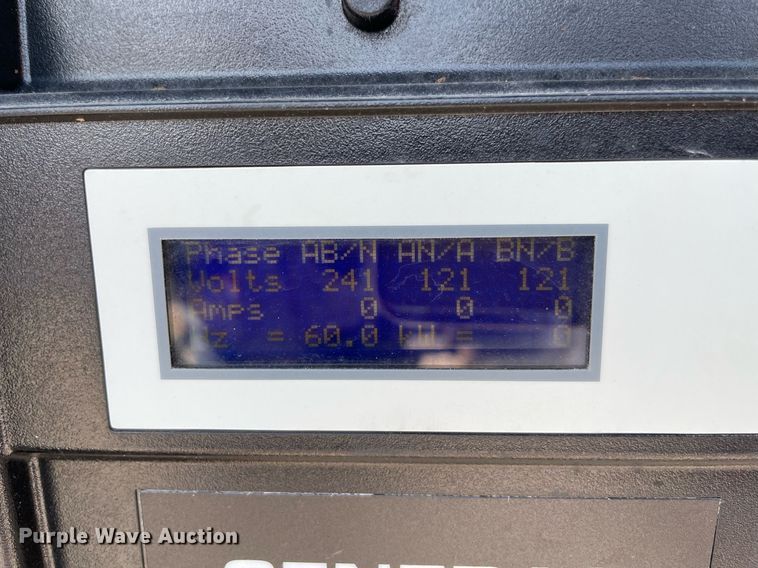 Phase AB/N AN/A BN/B
Volts 241 121 121
Amps 0 0 0
Hz = 60.0 kW = 0
Purple Wave Auction